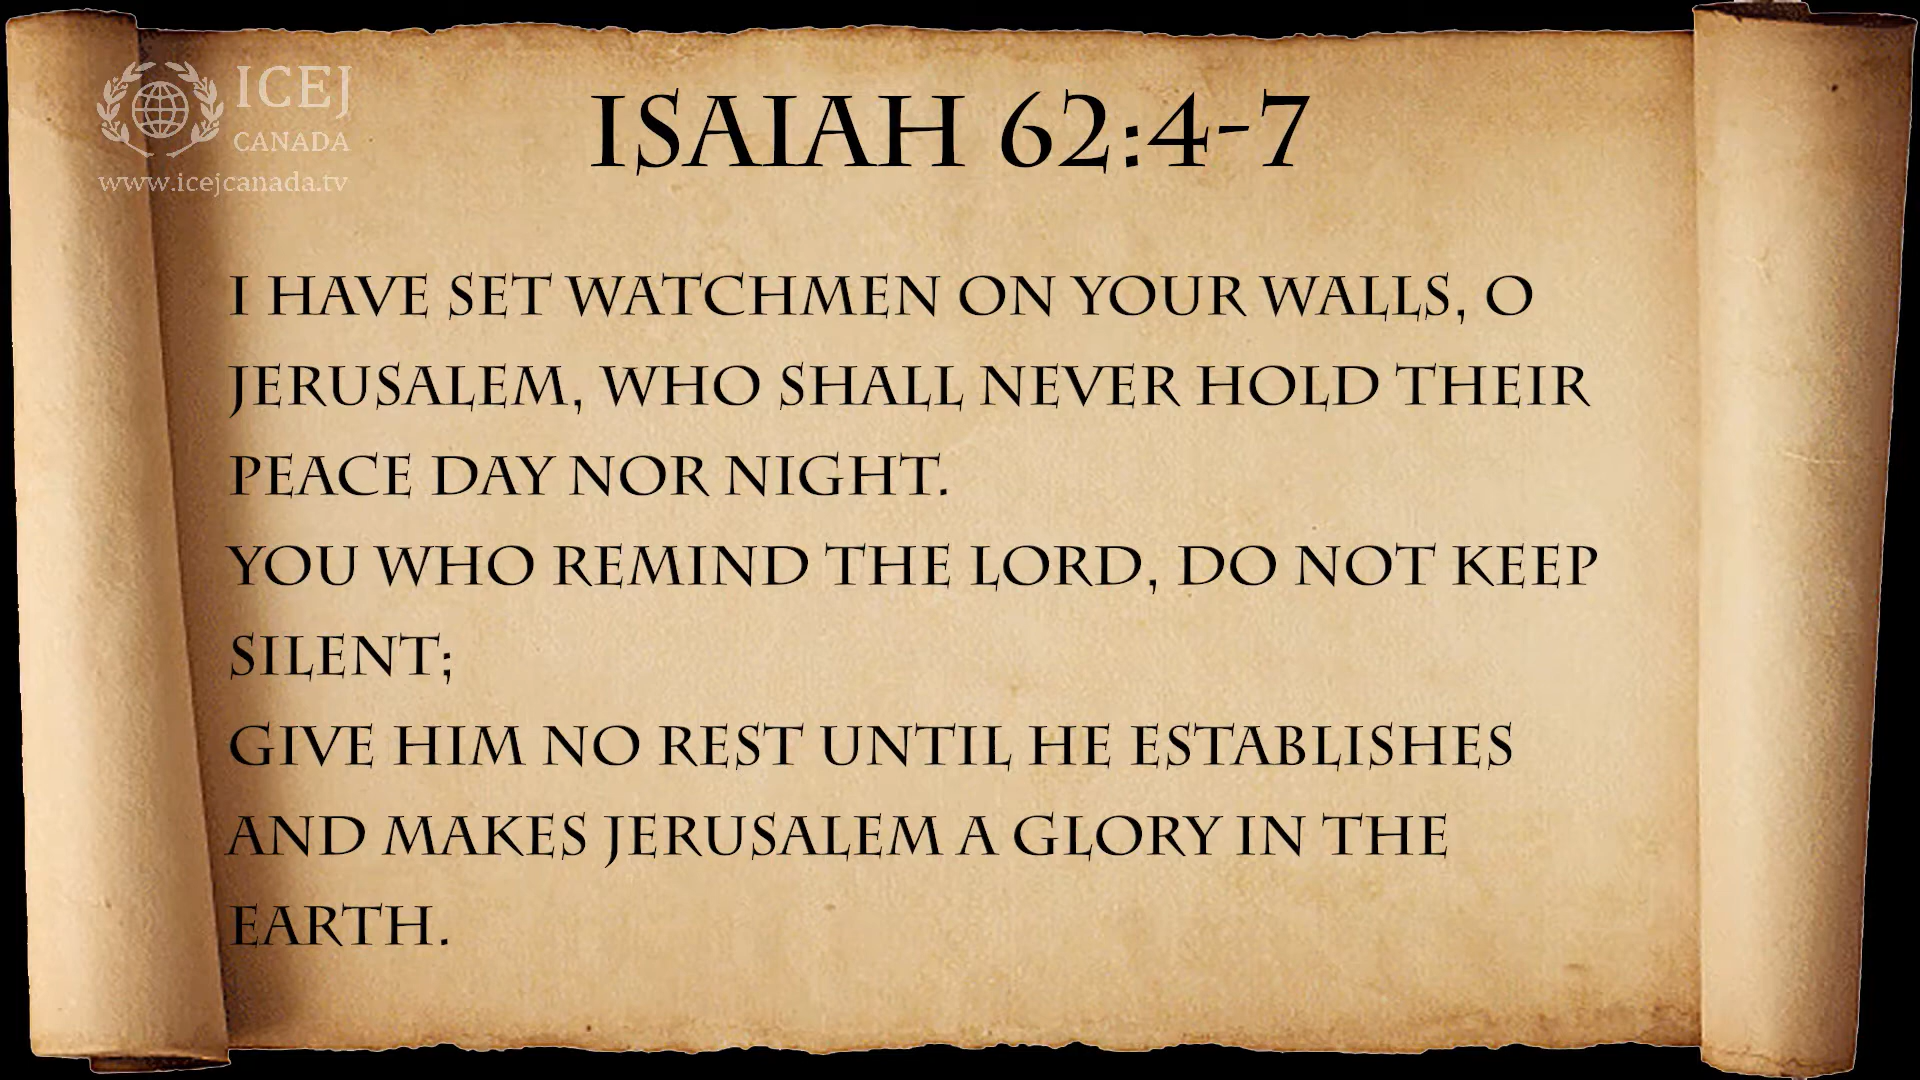 ICEJ
CANADA
www.icejcanada.tv
ISAIAH 62:4-7
I HAVE SET WATCHMEN ON YOUR WALLS, O
JERUSALEM, WHO SHALL NEVER HOLD THEIR
PEACE DAY NOR NIGHT.
YOU WHO REMIND THE LORD, DO NOT KEEP
SILENT;
GIVE HIM NO REST UNTIL HE ESTABLISHES
AND MAKES JERUSALEM A GLORY IN THE
EARTH.